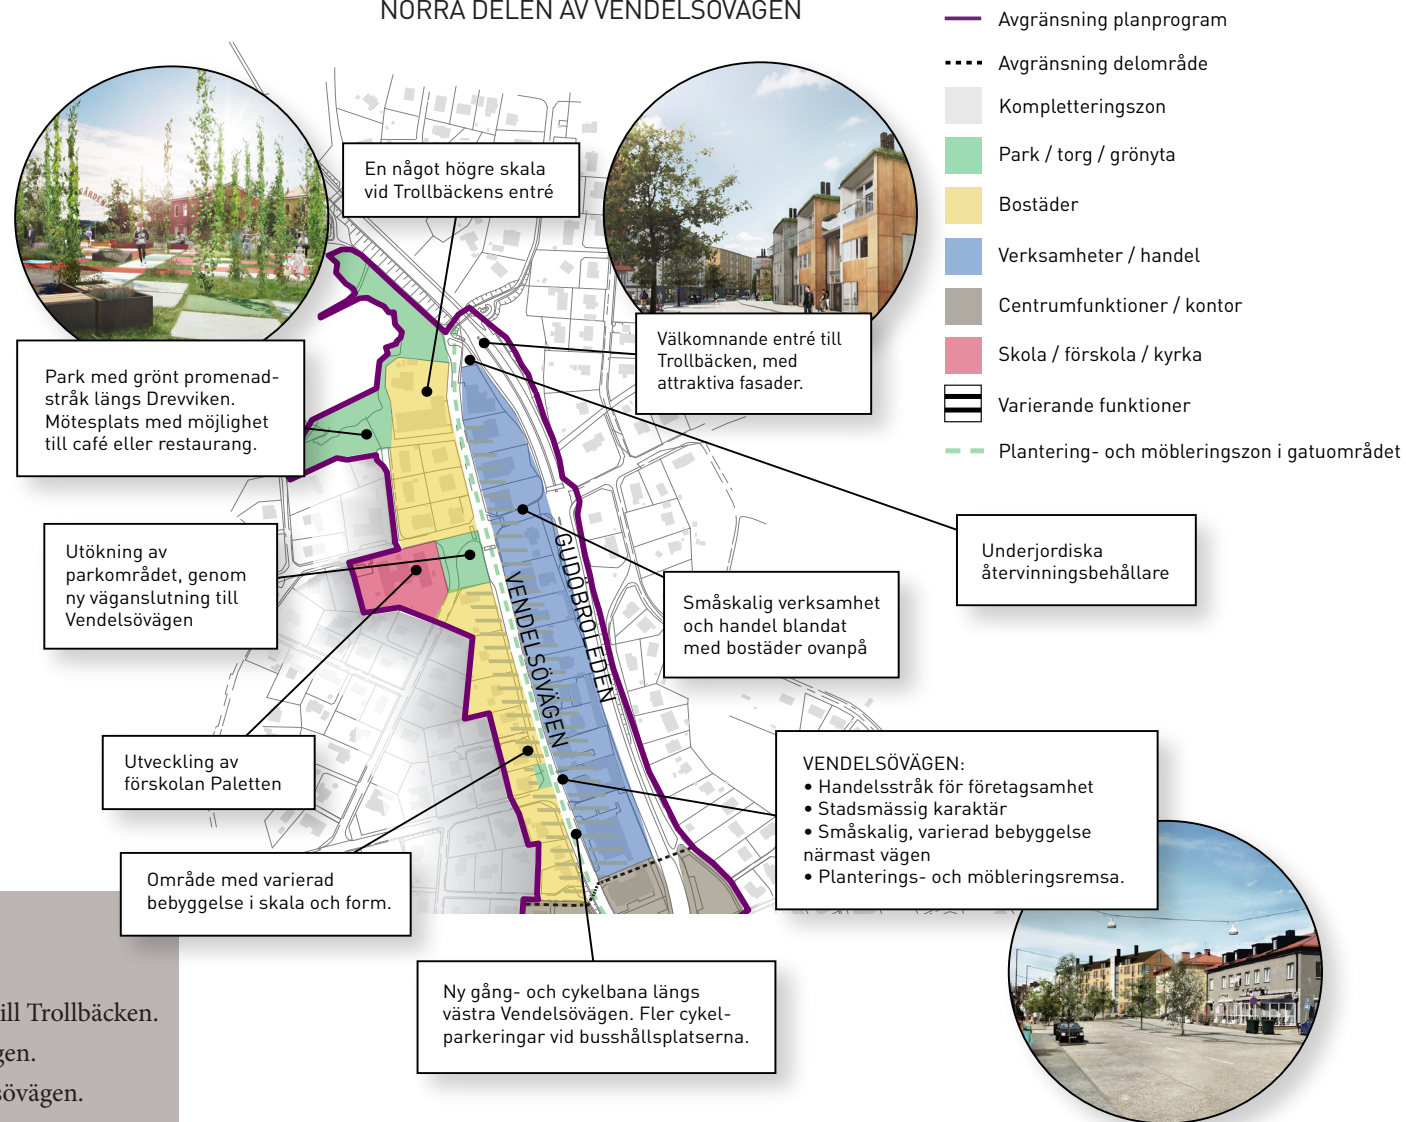 NORRA DELEN AV VENDELSÖVÄGEN
Avgränsning planprogram
Avgränsning delområde
Kompletteringszon
Park / torg / grönyta
Bostäder
Verksamheter / handel
Centrumfunktioner / kontor
Skola / förskola / kyrka
Varierande funktioner
Plantering- och möbleringszon i gatuområdet
En något högre skala
vid Trollbäckens entré
Välkomnande entré till
Trollbäcken, med
attraktiva fasader.
Park med grönt promenad-
stråk längs Drevviken.
Mötesplats med möjlighet
till café eller restaurang.
Utökning av
parkområdet, genom
ny väganslutning till
Vendelsövägen
Underjordiska
återvinningsbehållare
Småskalig verksamhet
och handel blandat
med bostäder ovanpå
GUDÖBROLEDEN
VENDELSÖVÄGEN
Utveckling av
förskolan Paletten
VENDELSÖVÄGEN:
• Handelsstråk för företagsamhet
• Stadsmässig karaktär
• Småskalig, varierad bebyggelse
närmast vägen
• Planterings- och möbleringsremsa.
Område med varierad
bebyggelse i skala och form.
Ny gång- och cykelbana längs
västra Vendelsövägen. Fler cykel-
parkeringar vid busshållsplatserna.
ill Trollbäcken.
gen.
sövägen.